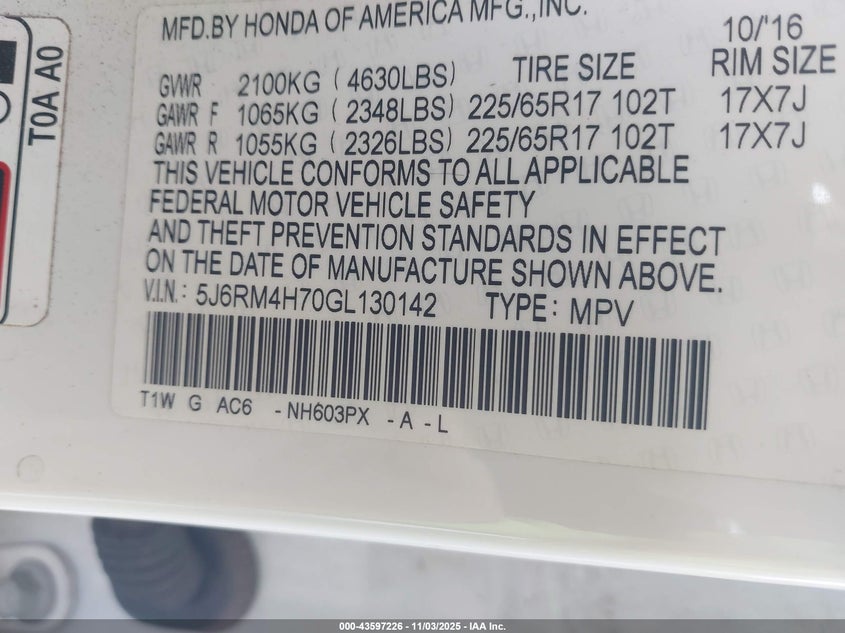 MFD.BY HONDA OF AMERICA MFG.,INC.
10/'16
GVWR 2100KG (4630LBS) TIRE SIZE RIM SIZE
GAWR F 1065KG (2348LBS) 225/65R17 102T 17X7J
GAWR R 1055KG (2326LBS) 225/65R17 102T 17X7J
THIS VEHICLE CONFORMS TO ALL APPLICABLE
FEDERAL MOTOR VEHICLE SAFETY
AND THEFT PREVENTION STANDARDS IN EFFECT
ON THE DATE OF MANUFACTURE SHOWN ABOVE.
V.I.N.: 5J6RM4H70GL130142 TYPE: MPV
T1W G AC6 -NH603PX -A-L
T0A A0
000-43597226 - 11/03/2025 - IAA Inc.